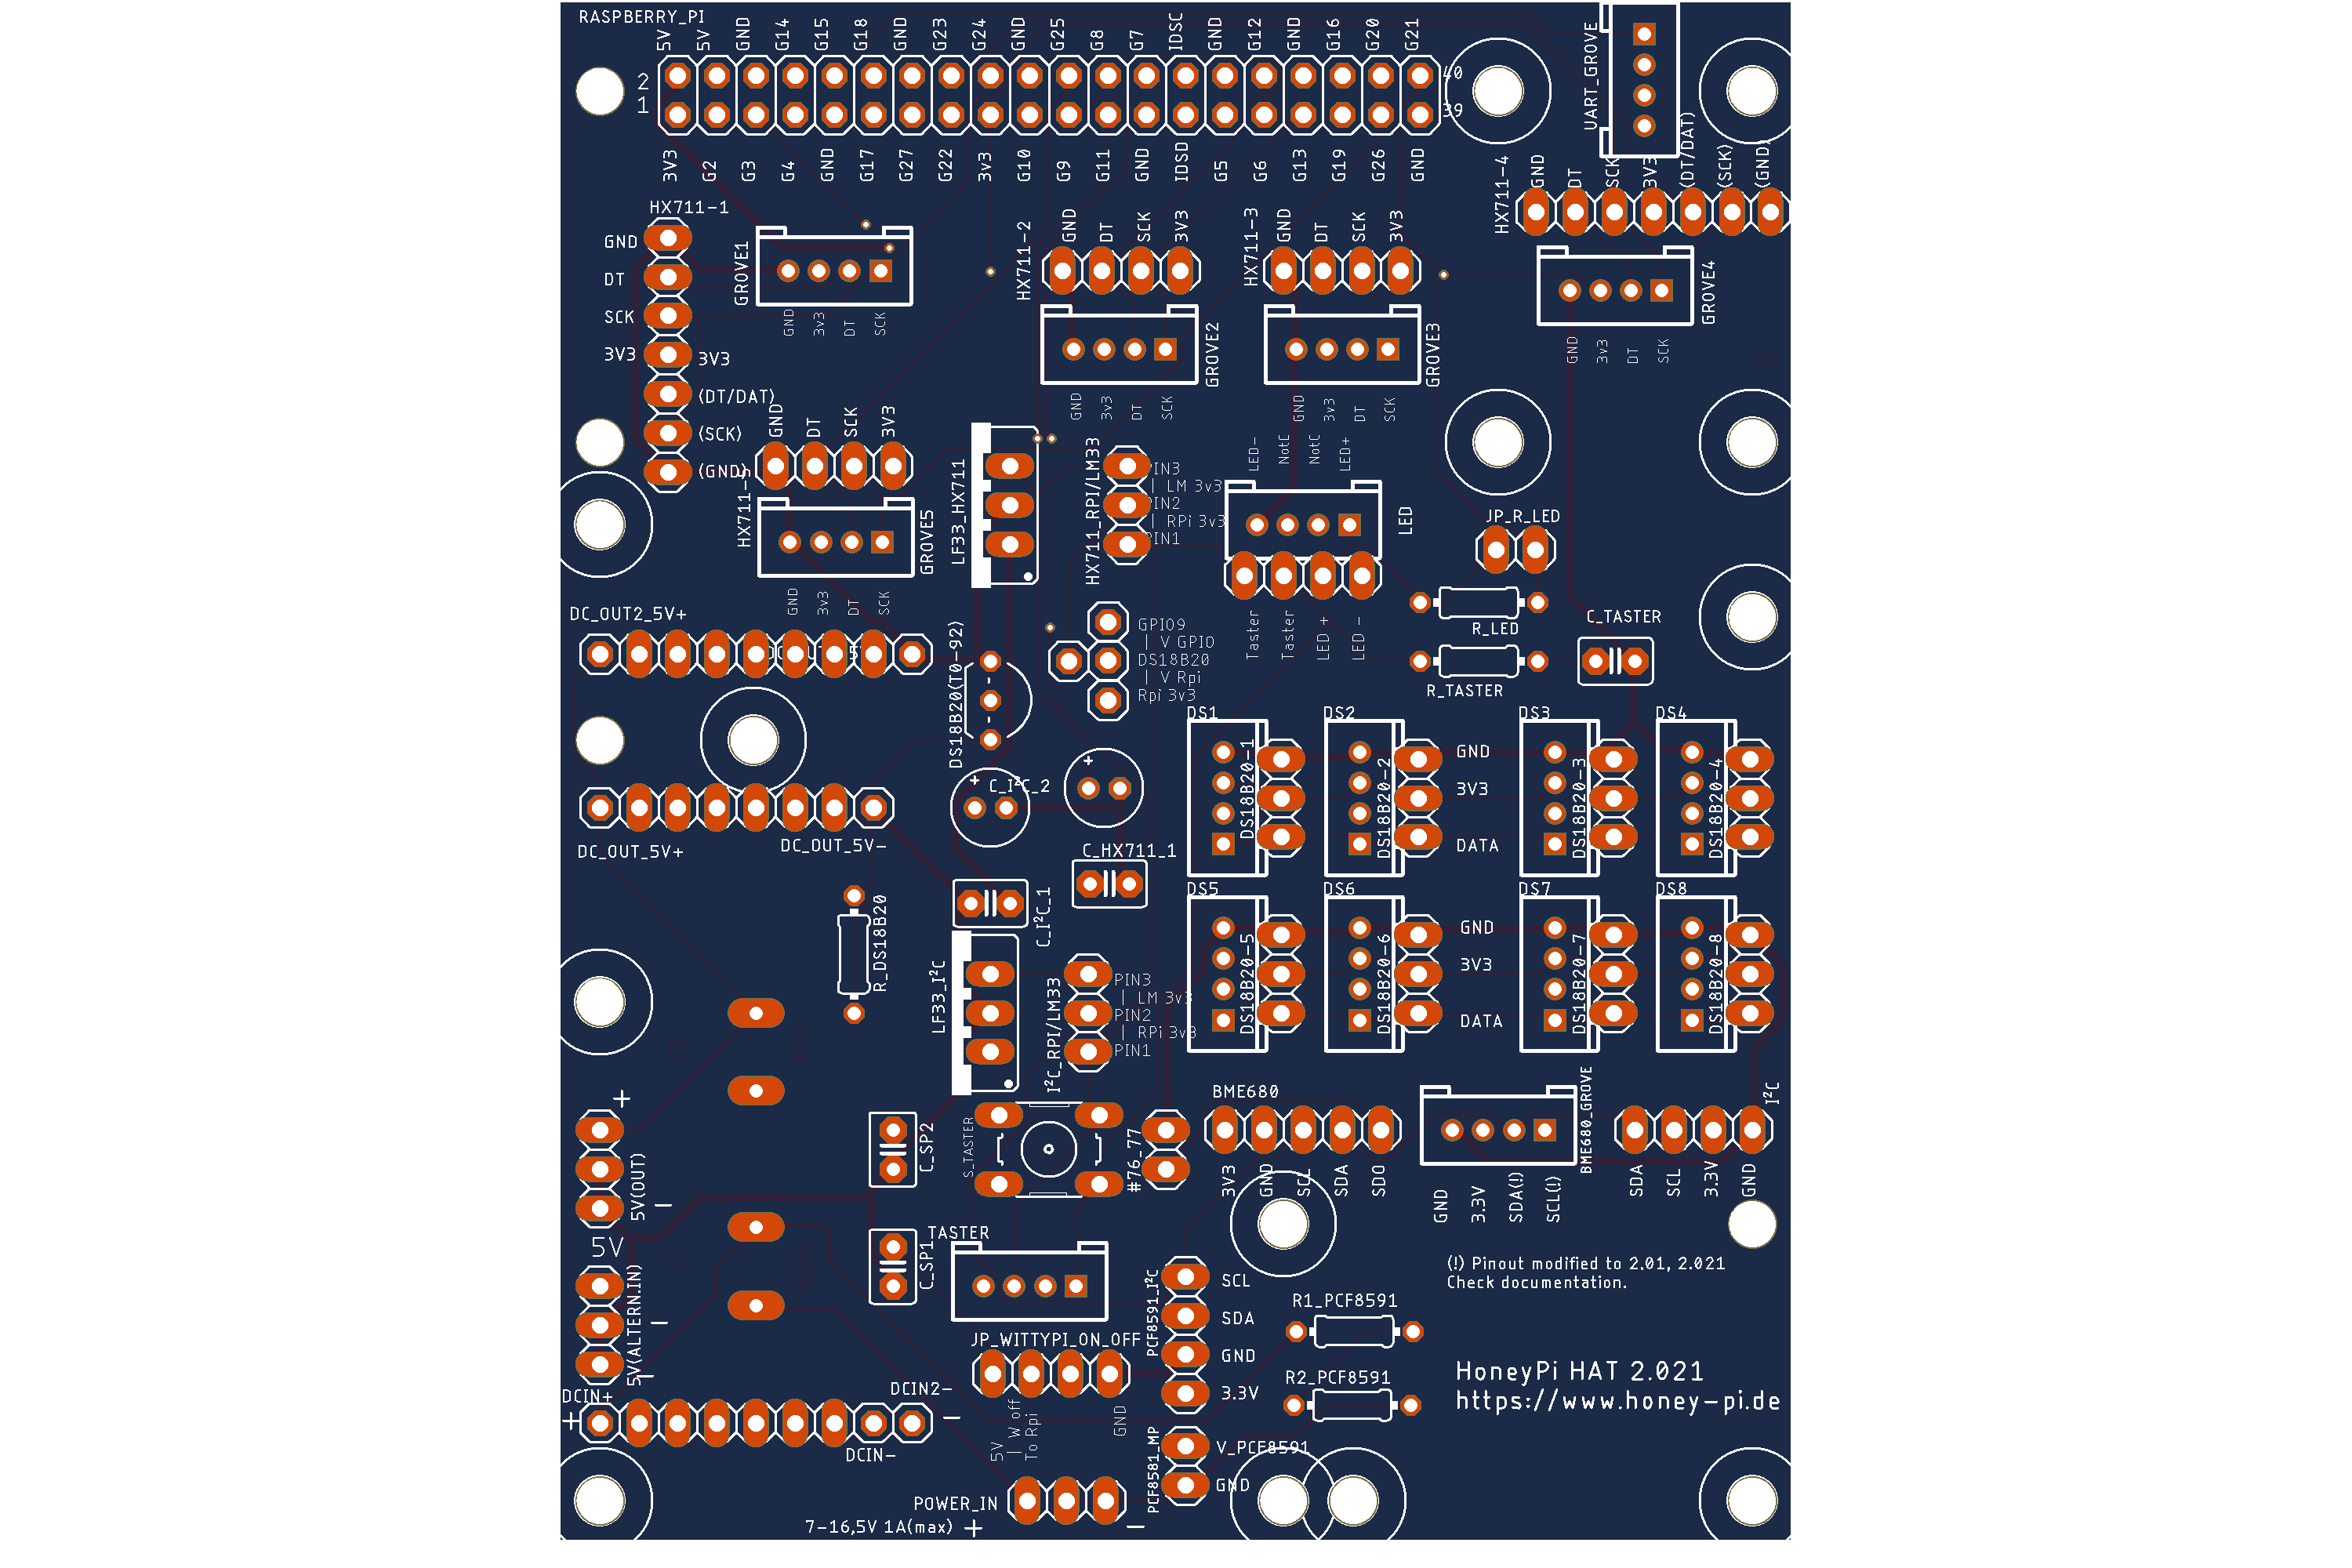 RASPBERRY_PI
5V 5V GND G14 G15 G18 GND G23 G24 GND G25 G8 G7 IDSC GND G12 GND G16 G20 G21
2
1
40
39
3V3 G2 G3 G4 GND G17 G27 G22 3v3 G10 G9 G11 GND IDSD G5 G6 G13 G19 G26 GND
UART_GROVE
HX711-4
GND DT SCK 3V3 (DT/DAT) (SCK) (GND)
HX711-1
GND
DT
SCK
3V3
3V3
(DT/DAT)
(SCK)
(GND)
GROVE1
GND 3v3 DT SCK
HX711-2
GND DT SCK 3V3
GROVE2
GND 3v3 DT SCK
HX711-3
GND DT SCK 3V3
GROVE3
GND 3v3 DT SCK
GROVE4
GND 3v3 DT SCK
GND DT SCK 3V3
HX711-5
GROVE5
GND 3v3 DT SCK
LF33_HX711
HX711_RPI/LM33
PIN3
| LM 3v3
PIN2
| RPi 3v3
PIN1
LED- NotC NotC LED+
LED
Taster Taster LED + LED -
JP_R_LED
R_LED
R_TASTER
C_TASTER
DC_OUT2_5V+
DS18B20(TO-92)
GPIO9
| V GPIO
DS18B20
| V Rpi
Rpi 3v3
DC_OUT_5V+
DC_OUT_5V-
+
C_I²C_2
+
C_HX711_1
C_I²C_1
R_DS18B20
DS1 DS2 DS3 DS4
DS18B20-1 DS18B20-2 DS18B20-3 DS18B20-4
GND
3V3
DATA
DS5 DS6 DS7 DS8
DS18B20-5 DS18B20-6 DS18B20-7 DS18B20-8
GND
3V3
DATA
LF33_I²C
I²C_RPI/LM33
PIN3
| LM 3v3
PIN2
| RPi 3v3
PIN1
+
5V(OUT)
-
5V
5V(ALTERN.IN)
-
-
C_SP2
C_SP1
S_TASTER
#76_77
TASTER
BME680
3V3 GND SCL SDA SDO
BME680_GROVE
GND 3.3V SDA(!) SCL(!)
I²C
SDA SCL 3.3V GND
(!) Pinout modified to 2.01, 2.021
Check documentation.
PCF8591_I²C
SCL
SDA
GND
3.3V
R1_PCF8591
R2_PCF8591
HoneyPi HAT 2.021
https://www.honey-pi.de
JP_WITTYPI_ON_OFF
5V
| W off
To Rpi
GND
DCIN+
+
DCIN2-
-
DCIN-
PCF8581_MP
V_PCF8591
GND
POWER_IN
7-16,5V 1A(max) +
-